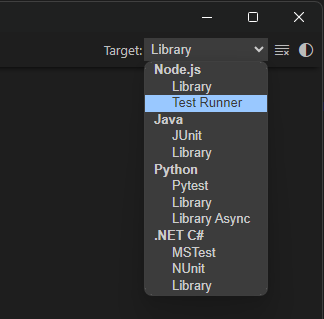 Target: Library
Node.js
Library
Test Runner
Java
JUnit
Library
Python
Pytest
Library
Library Async
.NET C#
MSTest
NUnit
Library